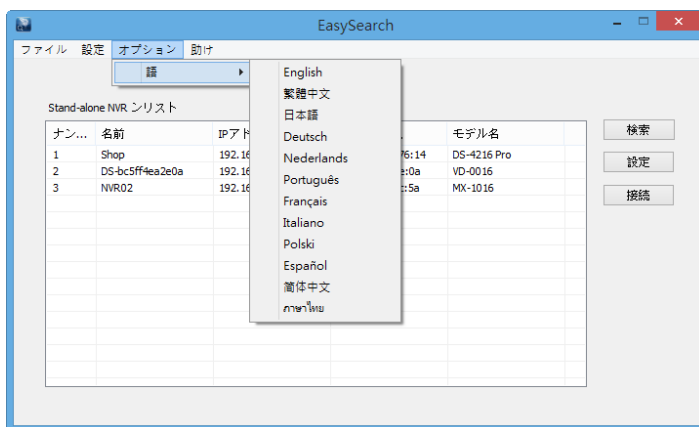 EasySearch
ファイル 設定 オプション 助け
語
English
繁體中文
日本語
Deutsch
Nederlands
Português
Français
Italiano
Polski
Español
简体中文
ภาษาไทย
Stand-alone NVR ンリスト
ナン... 名前 IPアド モデル名
1 Shop 192.16 76:14 DS-4216 Pro
2 DS-bc5ff4ea2e0a 192.16 e:0a VD-0016
3 NVR02 192.16 :5a MX-1016
検索
設定
接続